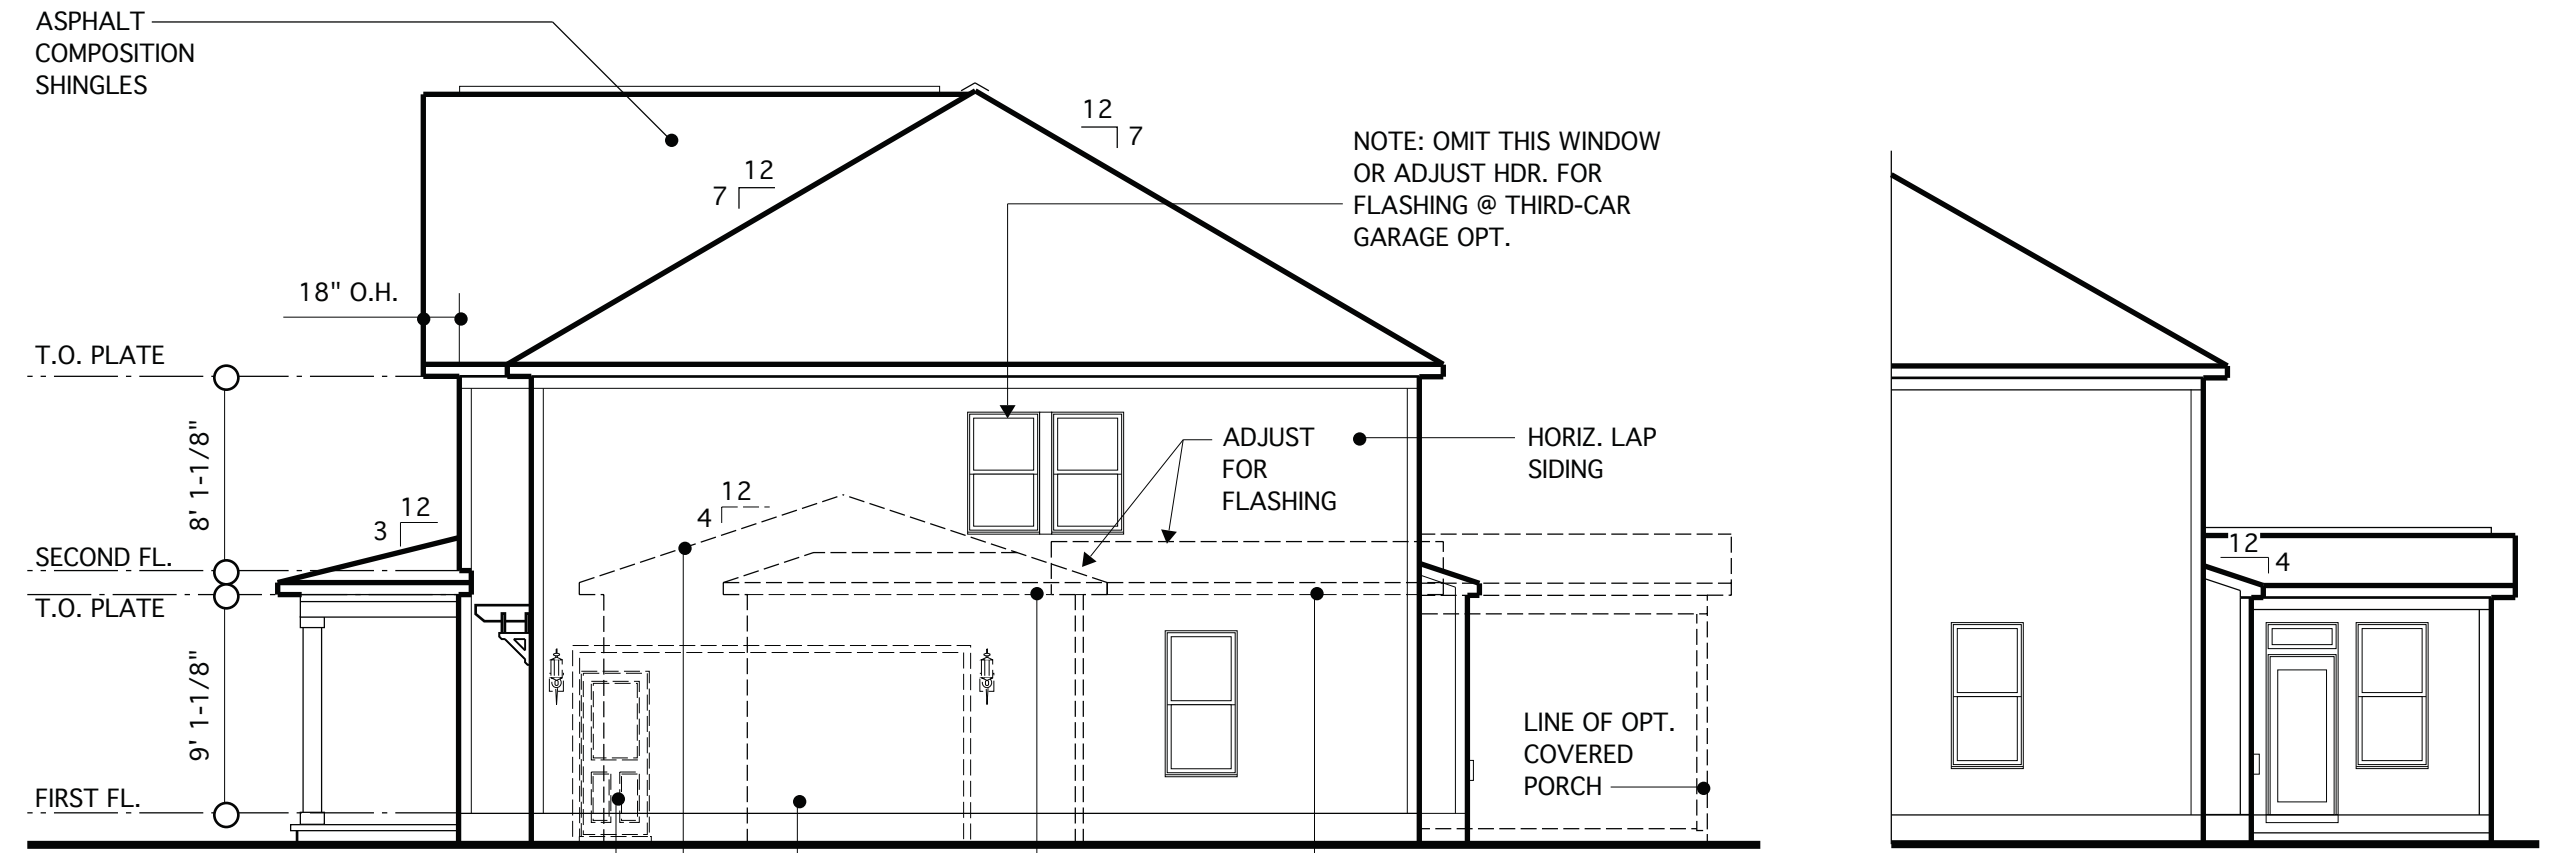 ASPHALT
COMPOSITION
SHINGLES
12
7
12
7
NOTE: OMIT THIS WINDOW
OR ADJUST HDR. FOR
FLASHING @ THIRD-CAR
GARAGE OPT.
18" O.H.
T.O. PLATE
8' 1-1/8"
12
3
SECOND FL.
T.O. PLATE
9' 1-1/8"
FIRST FL.
12
4
ADJUST
FOR
FLASHING
HORIZ. LAP
SIDING
LINE OF OPT.
COVERED
PORCH
12
4